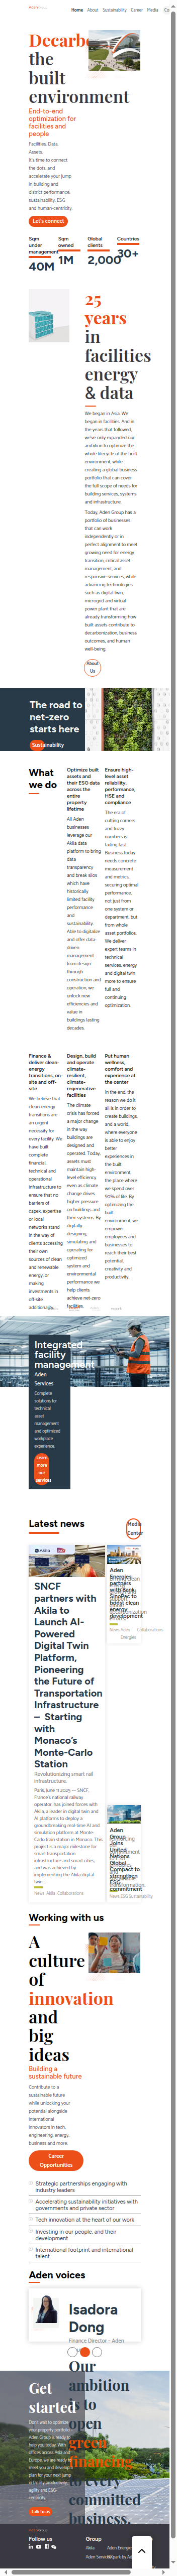 Home About Sustainability Career Media
Decarbo
the
built
environment
End-to-end
optimization for
facilities and
people
Facilities. Data.
Assets.
It's time to connect
the dots, and
accelerate your jump
in building and
district performance,
sustainability, ESG
and human-centricity.
Let's connect
Sqm
under
management
40M
Sqm
owned
1M
Global
clients
2,000
Countries
30+
25
years
in
facilities
energy
& data
We began in Asia. We
began in facilities. And in
the years that followed,
we've only expanded our
ambition to support the
whole lifecycle of the built
environment, even
creating a global business
portfolio that can cover
the full scope of needs for
building services, systems
and infrastructure.
Today, Aden Group has a
portfolio of businesses
that can work
independently or in
perfect alignment to meet
growing need for energy
transition, critical asset
management, and
responsive services, while
advancing technologies
such as digital twin,
microgrid and virtual
power plant that are
already transforming how
built assets contribute to
decarbonization, business
outcomes, and human
well-being.
About
Us
The road to
net-zero
starts here
Sustainability
What
we do
Optimize built
assets and
their ESG data
across the
entire
property
lifetime
All Aden
businesses
leverage our
Akila data
platform to bring
data
transparency
and break silos
which have
historically
limited facility
performance
and
sustainability.
Able to digitalize
and offer data-
driven
management
from design
through
construction and
operation, we
unlock new
efficiencies and
value in
buildings lasting
decades.
Ensure high-
level asset
reliability,
performance,
HSE and
compliance
The era of
cutting corners
and fuzzy
numbers is
fading fast.
Business today
needs concrete
measurement
and metrics,
securing optimal
performance,
not just from
one system or
department, but
from whole
asset portfolios.
We deliver
expert teams in
technical
services, energy
and digital twin
more to ensure
full and
continuing
optimization.
Finance &
deliver clean-
energy
transitions, on-
site and off-
site
We believe that
clean energy
transitions are
an urgent
necessity for
every facility. We
have built
complete
financial,
technical and
operational
infrastructure to
ensure that no
barriers of
capex, expertise
or local
networks stand
in the way of
clients accessing
their own
sources of clean
and renewable
energy, or
making
investments in
off-site
additionality.
Design, build
and operate
climate-
resilient,
climate-
regenerative
facilities
The climate
crisis has forced
a major change
in the way
buildings are
designed and
operated. Today,
assets must
maintain high-
level efficiency
even as climate
change drives
higher pressure
on buildings and
their systems. By
digitally
designing,
simulating and
operating for
optimized
system and
environmental
performance we
help clients
achieve net-zero
facilities.
Put human
wellness,
comfort and
experience at
the center
In the end, the
reason we do it
all is in order to
create buildings,
and a world,
where everyone
is able to enjoy
better
experiences in
the built
environment,
the place where
we spend over
90% of life. By
optimizing the
built
environment, we
empower
employees and
businesses to
reach their best
potential,
creativity and
productivity.
Integrated
facility
management
Aden
Services
Complete
solutions for
technical
asset
management
and optimized
workplace
experience.
Learn
more
our
services
Latest news
Media
Center
SNCF
partners with
Akila to
Launch AI-
Powered
Digital Twin
Platform,
Pioneering
the Future of
Transportation
Infrastructure
– Starting
with
Monaco's
Monte-Carlo
Station
Revolutionizing smart rail
infrastructure.
Paris, June 11 2025 — SNCF,
France's national railway
operator, has joined forces with
Akila, a leader in digital twin and
AI platforms to deploy a
groundbreaking real-time AI and
simulation platform at Monte-
Carlo train station in Monaco. This
project is a major milestone for
smart transportation
infrastructure and smart cities,
and was achieved by
implementing the Akila digital
twin...
News Akila Collaborations
Aden
Energies
partners
with Bank
SinoPac to
boost clean
energy
development
News Aden Collaborations
Energies
Aden
Group
Joins
United
Nations
Global
Compact to
strengthen
ESG
commitment
News ESG Sustainability
Working with us
A
culture
of
innovation
and
big
ideas
Building a
sustainable future
Contribute to a
sustainable future
while unlocking your
potential alongside
international
innovators in tech,
engineering, energy,
business and more.
Career
Opportunities
Strategic partnerships engaging with
industry leaders
Accelerating sustainability initiatives with
governments and private sector
Tech innovation at the heart of our work
Investing in our people, and their
development
International footprint and international
talent
Aden voices
Isadora
Dong
Finance Director – Aden
Our
ambition
is to
open
green
financing
to every
committed
business.
Get
started
Don't wait to optimize
your property portfolio.
Aden Group is ready to
help you today. With
offices across Asia and
Europe, we are ready to
meet you and develop a
plan for your next jump
in facility productivity,
agility and ESG-
centricity.
Talk to us
Follow us
Group
Akila
Aden Energies
Aden Services